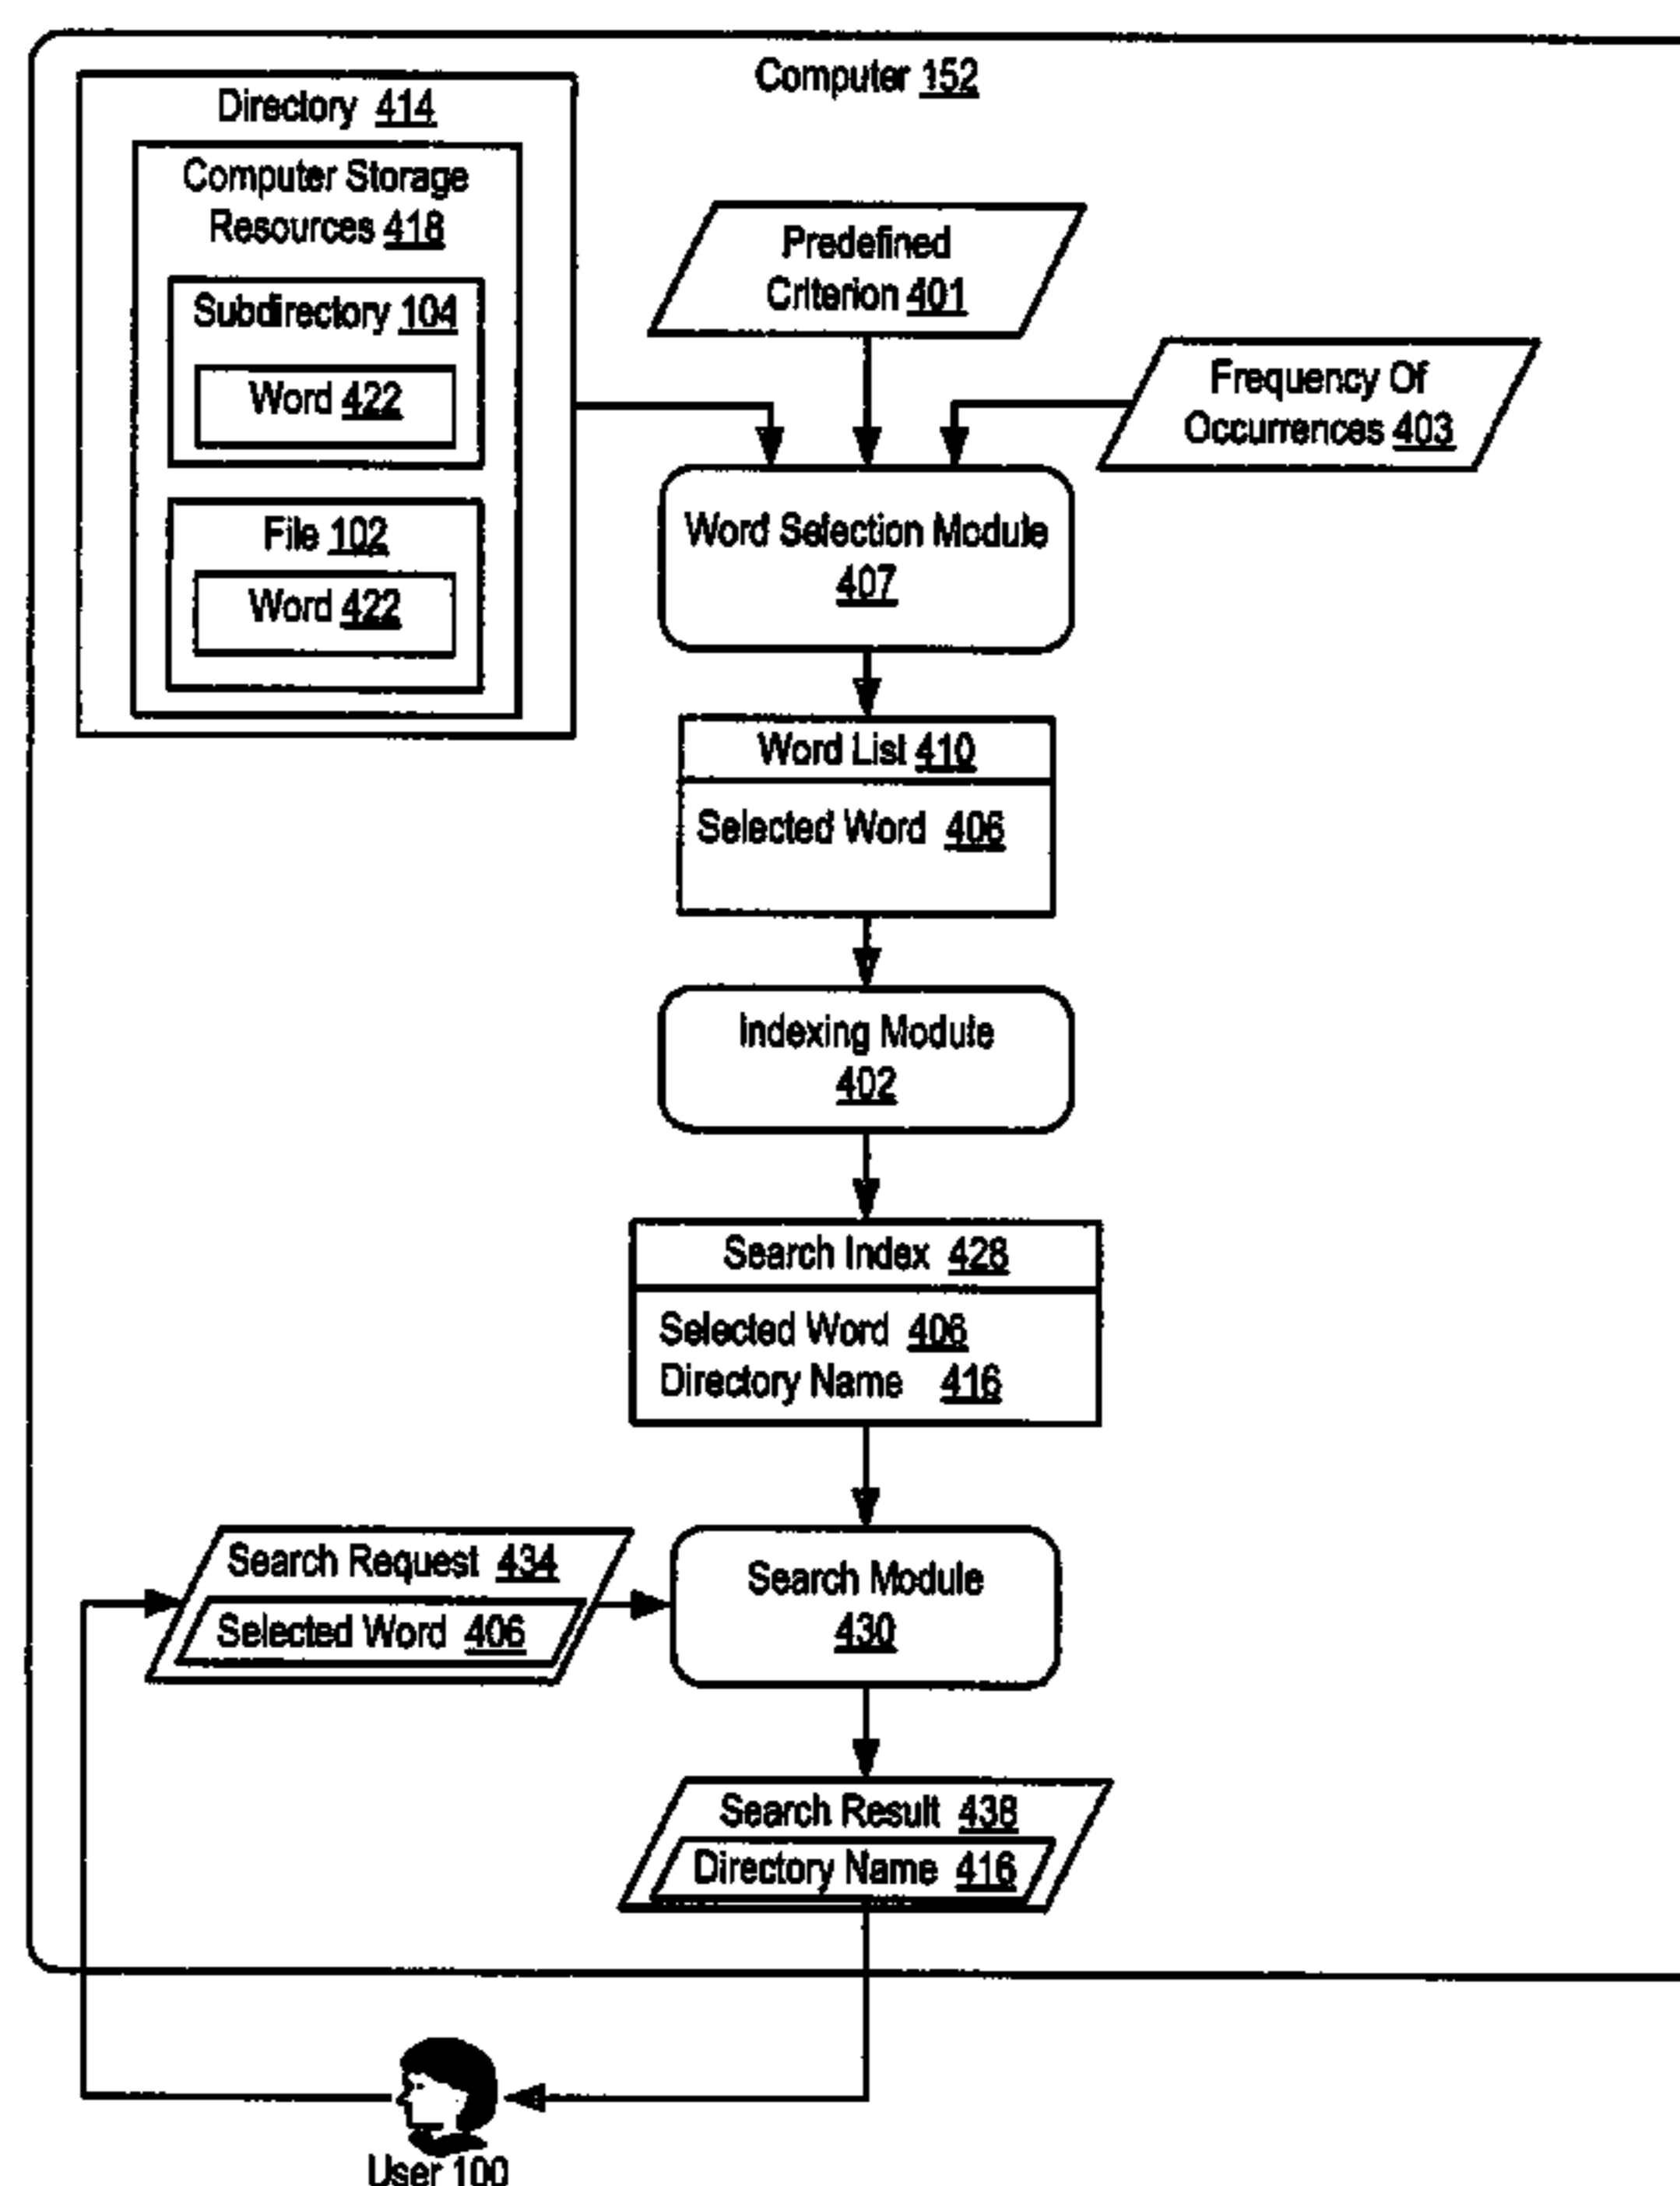 Computer 152
Directory 414
Computer Storage
Resources 418
Subdirectory 104
Word 422
File 102
Word 422
Predefined
Criterion 401
Frequency Of
Occurrences 403
Word Selection Module
407
Word List 410
Selected Word 406
Indexing Module
402
Search Index 428
Selected Word 406
Directory Name 416
Search Request 434
Selected Word 406
Search Module
430
Search Result 438
Directory Name 416
User 100